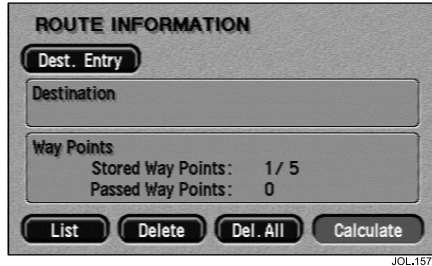 ROUTE INFORMATION
Dest. Entry
Destination
Way Points
Stored Way Points: 1/ 5
Passed Way Points: 0
List Delete Del. All Calculate
JOL.157